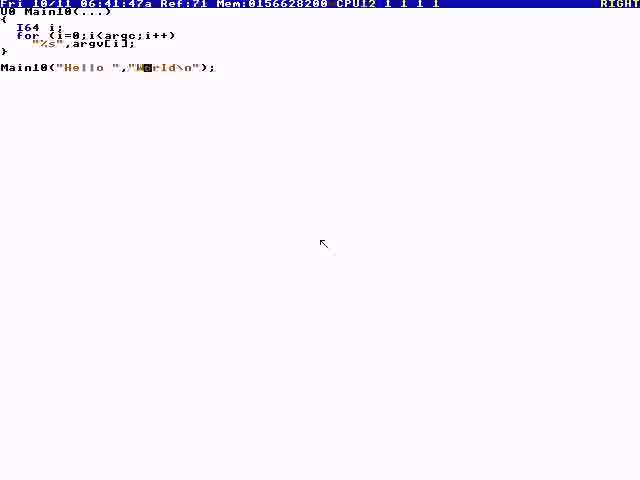 Fri 10/11 06:41:47a Ref:71 Mem:0156628200 CPU12 1 1 1 1 RIGHT
U0 Main10(...)
{
I64 i;
for (i=0;i<argc;i++)
"%s",argv[i];
}
Main10("Hello ","World\n");